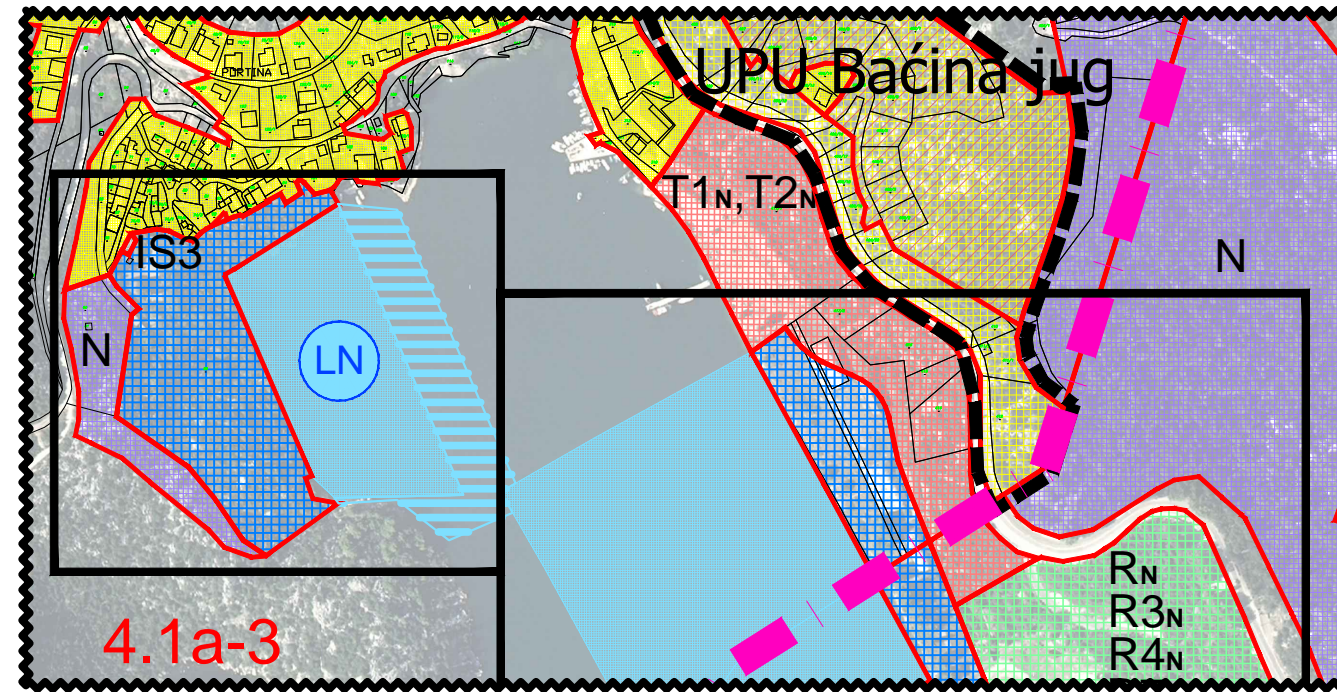 UPU Baćina jug
PORTINA
T1N,T2N
IS3
N
N
LN
RN
R3N
R4N
4.1a-3